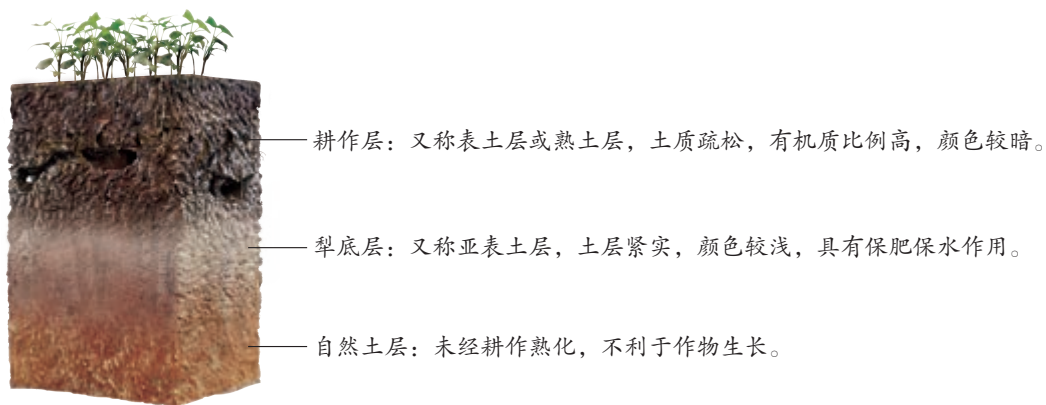 耕作层：又称表土层或熟土层，土质疏松，有机质比例高，颜色较暗。
犁底层：又称亚表土层，土层紧实，颜色较浅，具有保肥保水作用。
自然土层：未经耕作熟化，不利于作物生长。